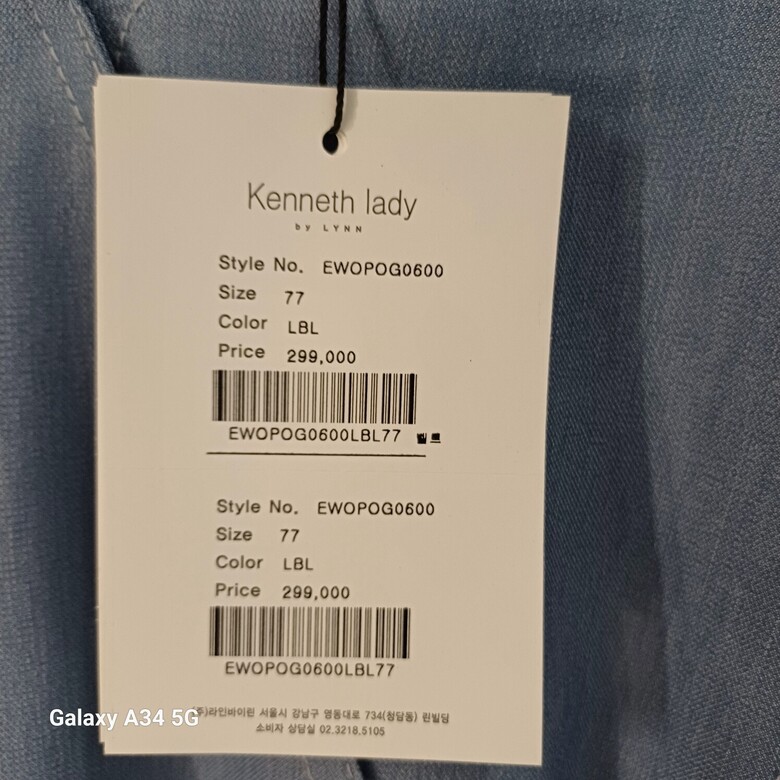 Kenneth lady
by LYNN
Style No. EWOPOG0600
Size 77
Color LBL
Price 299,000
EWOPOG0600LBL77 벨트
Style No. EWOPOG0600
Size 77
Color LBL
Price 299,000
EWOPOG0600LBL77
(주)라인바이린 서울시 강남구 영동대로 734(청담동) 린빌딩
소비자 상담실 02.3218.5105
Galaxy A34 5G